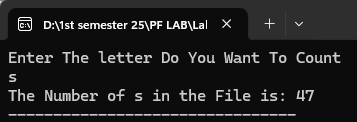 D:\1st semester 25\PF LAB\Lal
Enter The letter Do You Want To Count
s
The Number of s in the File is: 47
--------------------------------